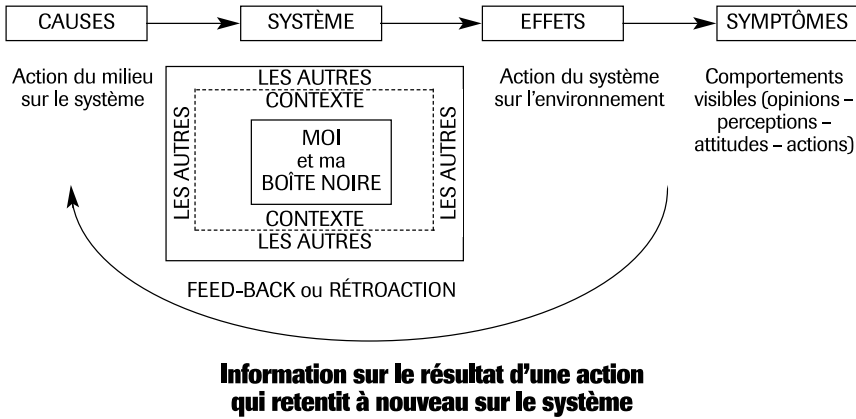 CAUSES
SYSTÈME
EFFETS
SYMPTÔMES
Action du milieu
sur le système
LES AUTRES
CONTEXTE
LES AUTRES
MOI
et ma
BOÎTE NOIRE
LES AUTRES
CONTEXTE
LES AUTRES
Action du système
sur l'environnement
Comportements
visibles (opinions –
perceptions –
attitudes – actions)
FEED-BACK ou RÉTROACTION
Information sur le résultat d'une action
qui retentit à nouveau sur le système